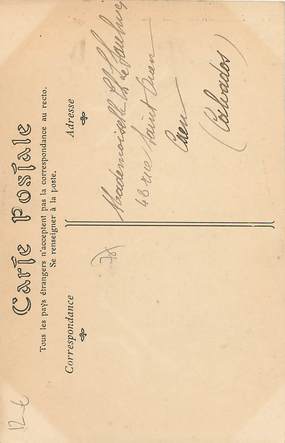 Carte Postale
Tous les pays étrangers n'acceptent pas la correspondance au recto.
Se renseigner à la poste.
Correspondance
Adresse
Mademoiselle
48 rue Saint Ouen
Caen
(Calvados)